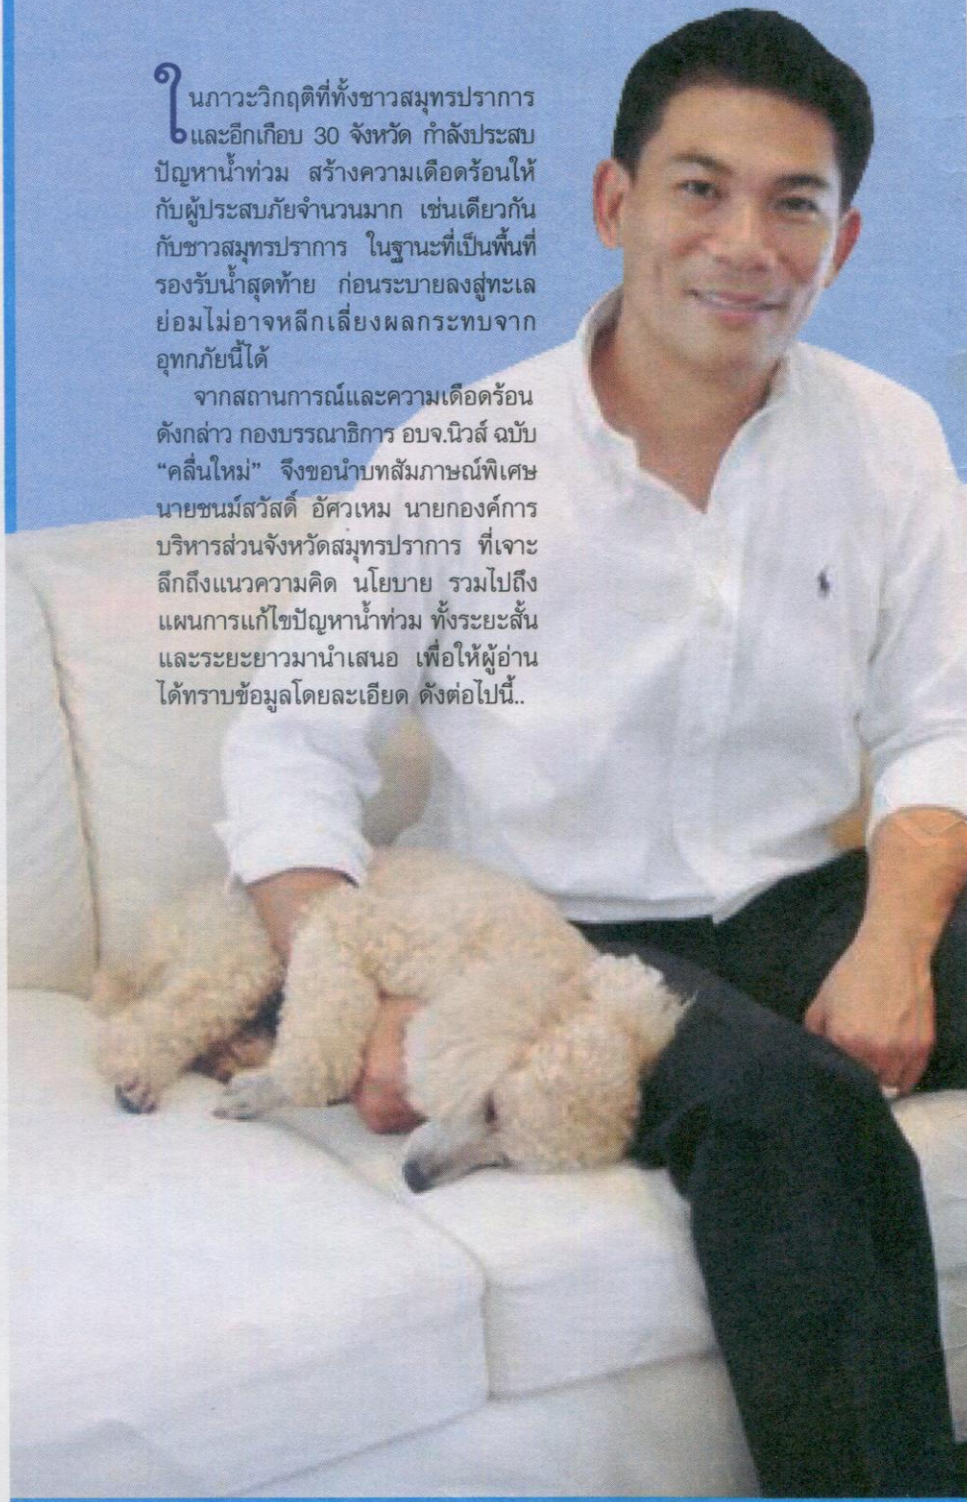 ในภาวะวิกฤติที่ทั้งชาวสมุทรปราการ
และอีกเกือบ 30 จังหวัด กำลังประสบ
ปัญหาน้ำท่วม สร้างความเดือดร้อนให้
กับผู้ประสบภัยจำนวนมาก เช่นเดียวกัน
กับชาวสมุทรปราการ ในฐานะที่เป็นพื้นที่
รองรับน้ำสุดท้าย ก่อนระบายลงสู่ทะเล
ย่อมไม่อาจหลีกเลี่ยงผลกระทบจาก
อุทกภัยนี้ได้
จากสถานการณ์และความเดือดร้อน
ดังกล่าว กองบรรณาธิการ อบจ.นิวส์ ฉบับ
“คลื่นใหม่” จึงขอนำบทสัมภาษณ์พิเศษ
นายชนม์สวัสดิ์ อัศวเหม นายกองค์การ
บริหารส่วนจังหวัดสมุทรปราการ ที่เจาะ
ลึกถึงแนวความคิด นโยบาย รวมไปถึง
แผนการแก้ไขปัญหาน้ำท่วม ทั้งระยะสั้น
และระยะยาวมานำเสนอ เพื่อให้ผู้อ่าน
ได้ทราบข้อมูลโดยละเอียด ดังต่อไปนี้..